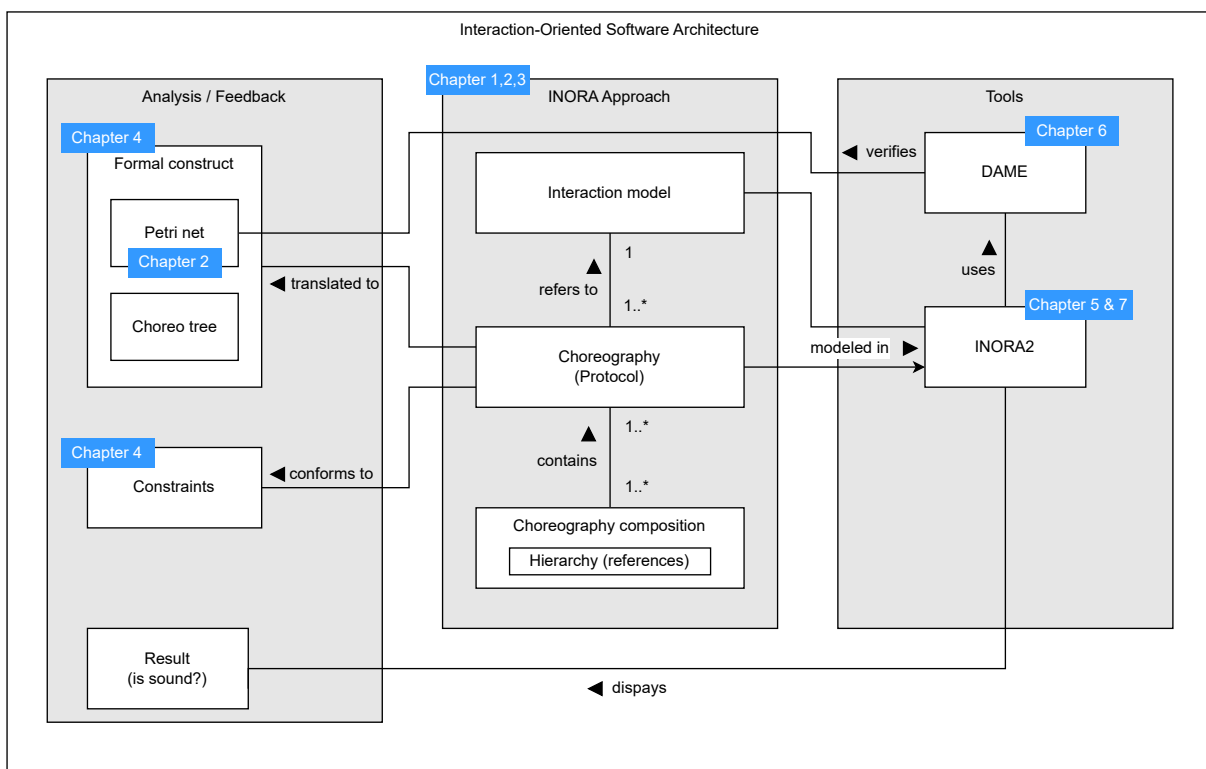 Interaction-Oriented Software Architecture
Analysis / Feedback
Chapter 4
Formal construct
Petri net
Chapter 2
Choreo tree
Chapter 4
Constraints
Result
(is sound?)
Chapter 1,2,3
INORA Approach
Interaction model
1
refers to
1..*
translated to
Choreography
(Protocol)
1..*
contains
conforms to
1..*
Choreography composition
Hierarchy (references)
Tools
Chapter 6
verifies
DAME
uses
Chapter 5 & 7
modeled in
INORA2
dispays